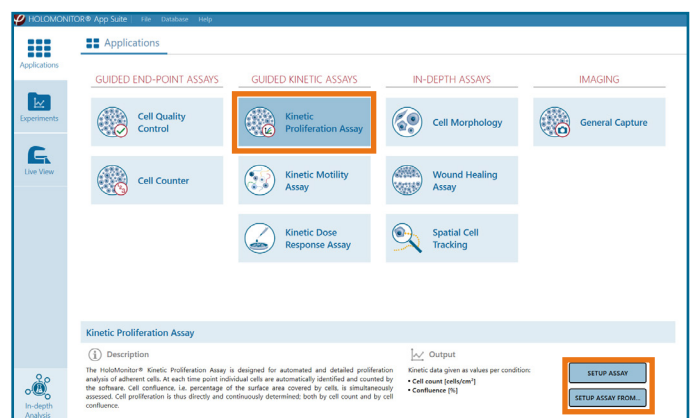 HOLOMONITOR® App Suite File Database Help
Applications
Applications
GUIDED END-POINT ASSAYS
GUIDED KINETIC ASSAYS
IN-DEPTH ASSAYS
IMAGING
Experiments
Cell Quality
Control
Kinetic
Proliferation Assay
Cell Morphology
General Capture
Live View
Cell Counter
Kinetic Motility
Assay
Wound Healing
Assay
Kinetic Dose
Response Assay
Spatial Cell
Tracking
Kinetic Proliferation Assay
Description
The HoloMonitor® Kinetic Proliferation Assay is designed for automated and detailed proliferation
analysis of adherent cells. At each time point individual cells are automatically identified and counted by
the software. Cell confluence, i.e. percentage of the surface area covered by cells, is simultaneously
assessed. Cell proliferation is thus directly and continuously determined; both by cell count and by cell
confluence.
Output
Kinetic data given as values per condition:
• Cell count [cells/cm²]
• Confluence [%]
SETUP ASSAY
SETUP ASSAY FROM...
In-depth
Analysis